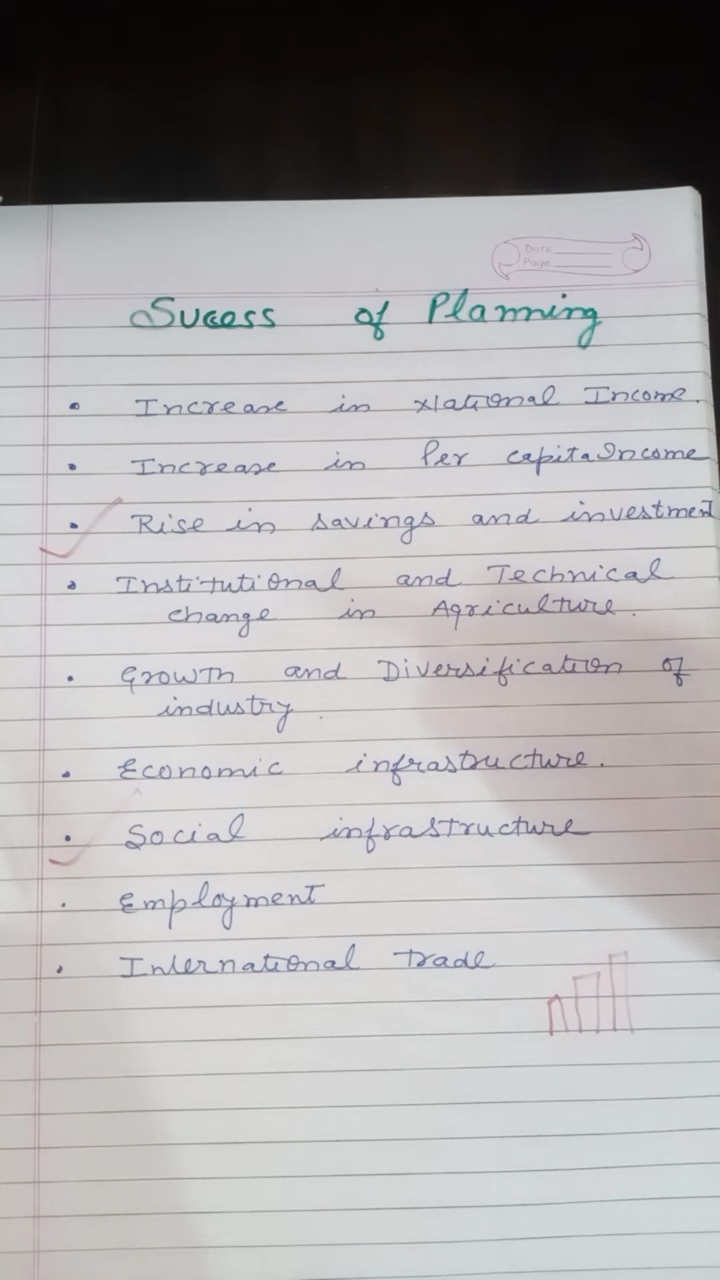 Date
Page
Sucess of Planning
• Increase in National Income.
• Increase in Per capita Income
• Rise in savings and investment
• Institutional and Technical
change in Agriculture.
• Growth and Diversification of
industry.
• Economic infrastructure.
• Social infrastructure
• Employment
• International trade